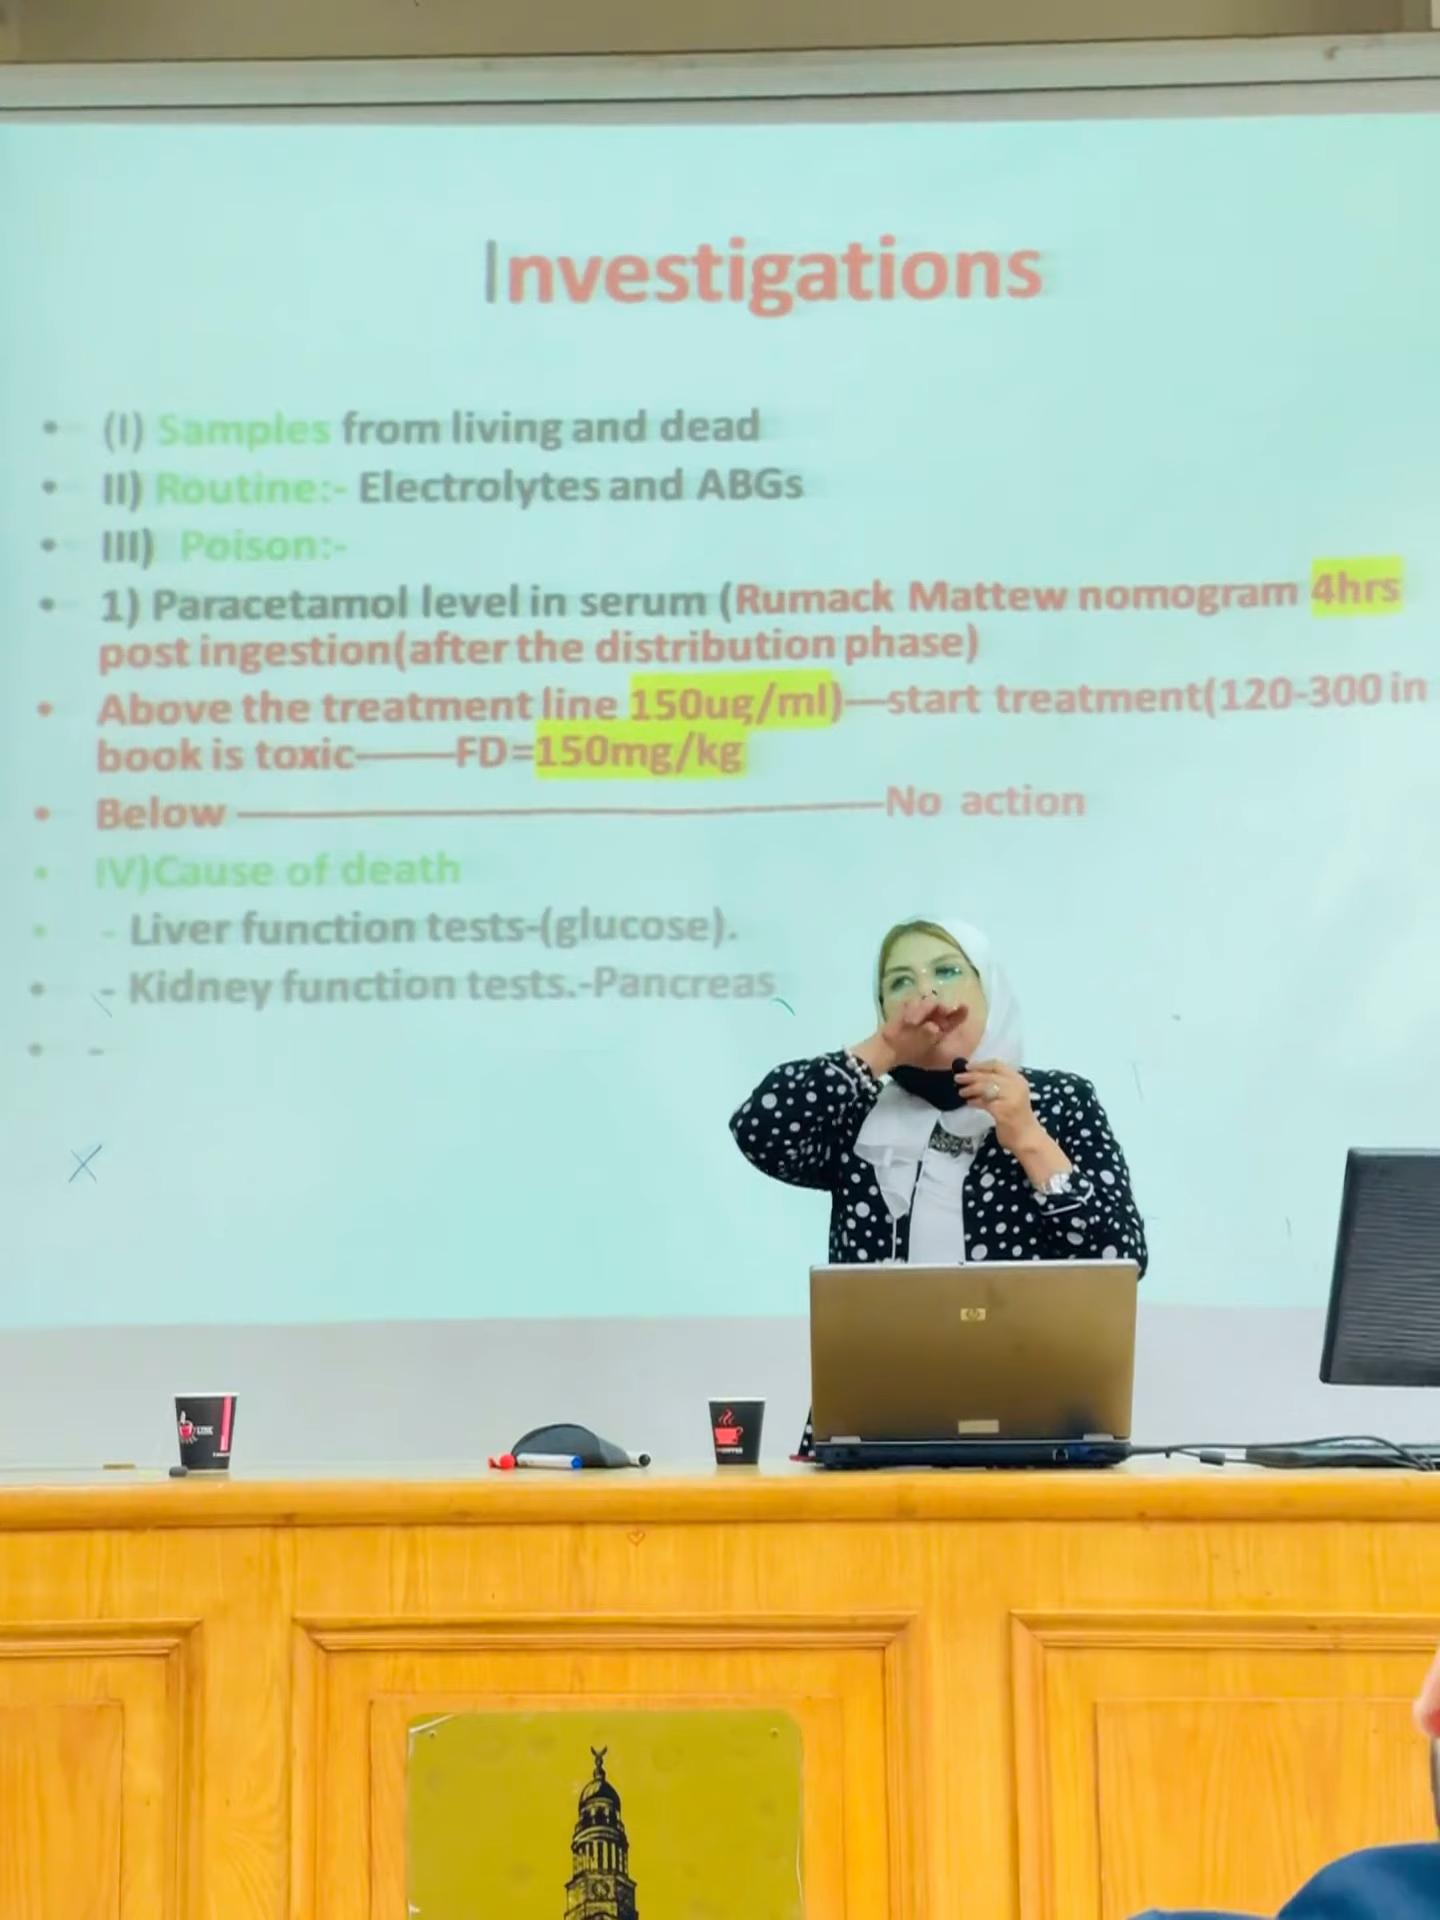 Investigations
• (I) Samples from living and dead
• II) Routine:- Electrolytes and ABGs
• III) Poison:-
• 1) Paracetamol level in serum (Rumack Mattew nomogram 4hrs
post ingestion(after the distribution phase)
• Above the treatment line 150ug/ml)—start treatment(120-300 in
book is toxic——FD=150mg/kg
• Below ——————————————No action
• IV)Cause of death
• - Liver function tests-(glucose).
• - Kidney function tests.-Pancreas
• -
X
hp